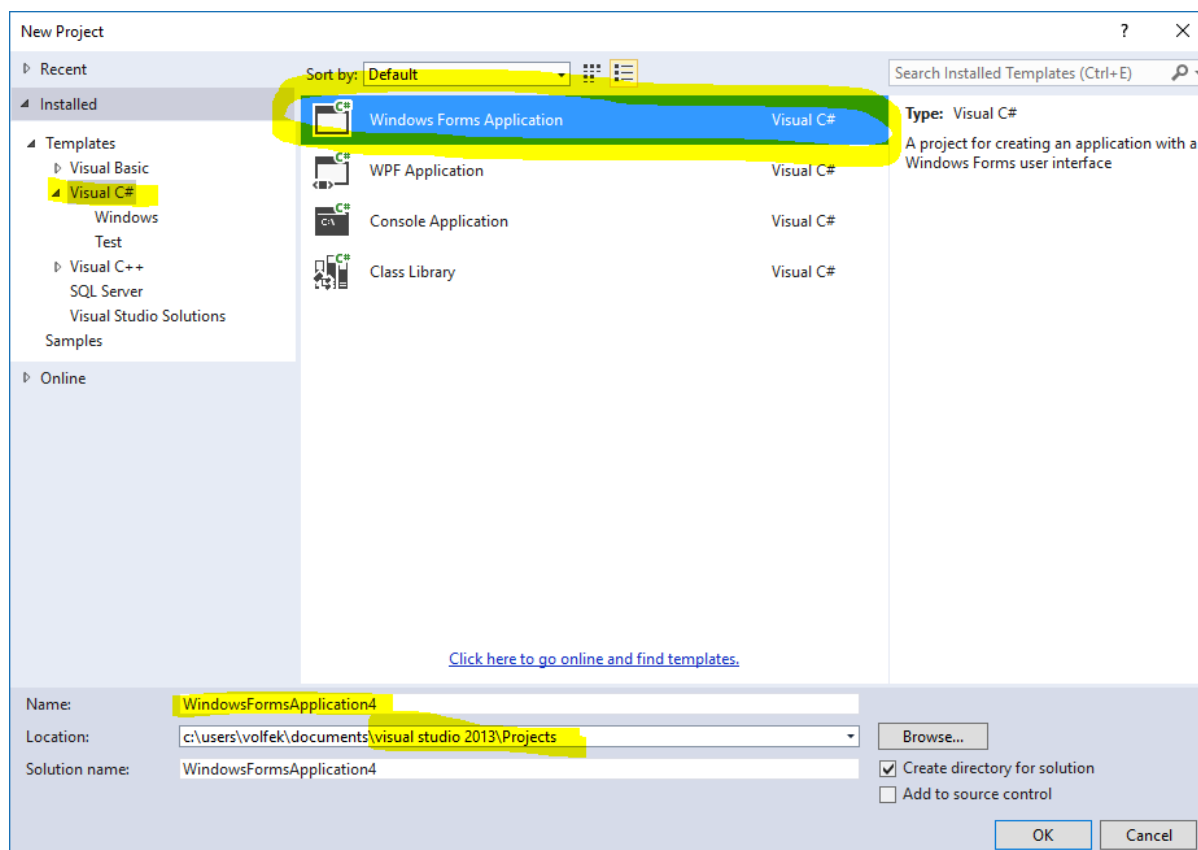 New Project
?
Recent
Sort by: Default
Search Installed Templates (Ctrl+E)
Installed
Templates
Visual Basic
Visual C#
Windows
Test
Visual C++
SQL Server
Visual Studio Solutions
Samples
Online
C# Windows Forms Application Visual C#
C# WPF Application Visual C#
C# C:\ Console Application Visual C#
C# Class Library Visual C#
Type: Visual C#
A project for creating an application with a
Windows Forms user interface
Click here to go online and find templates.
Name: WindowsFormsApplication4
Location: c:\users\volfek\documents\visual studio 2013\Projects
Browse...
Solution name: WindowsFormsApplication4
Create directory for solution
Add to source control
OK Cancel